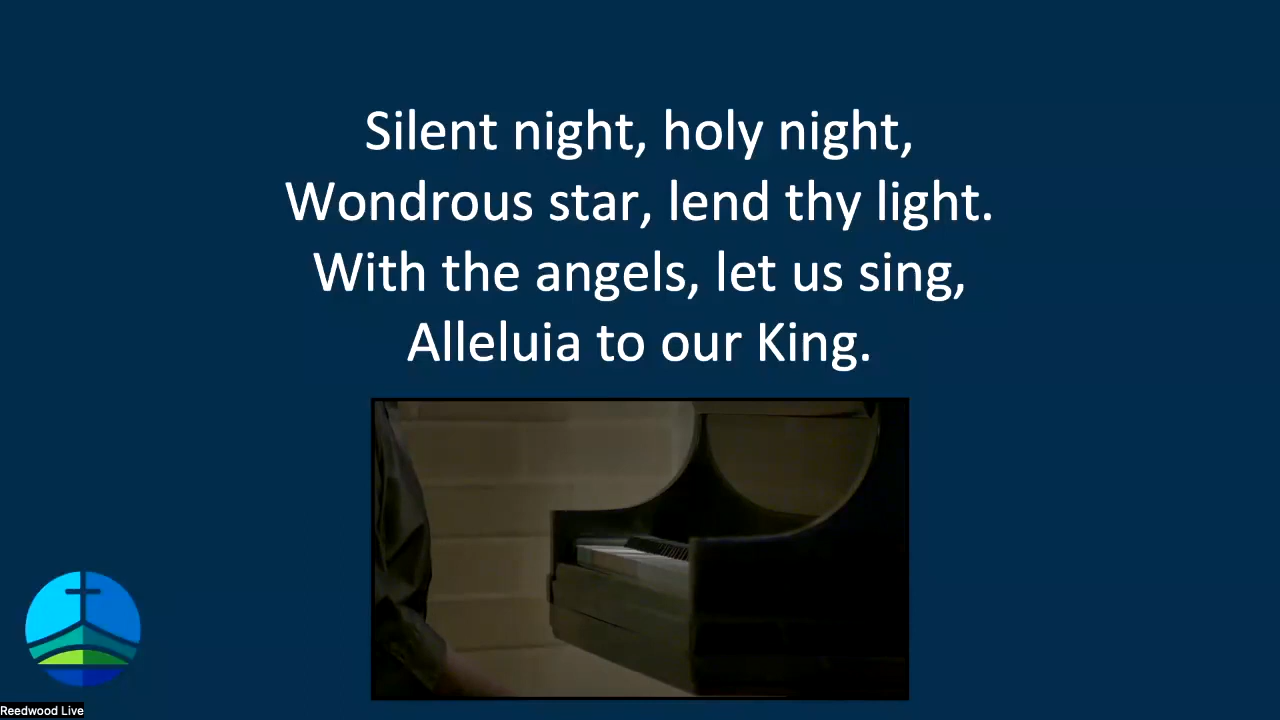 Silent night, holy night,
Wondrous star, lend thy light.
With the angels, let us sing,
Alleluia to our King.
Reedwood Live